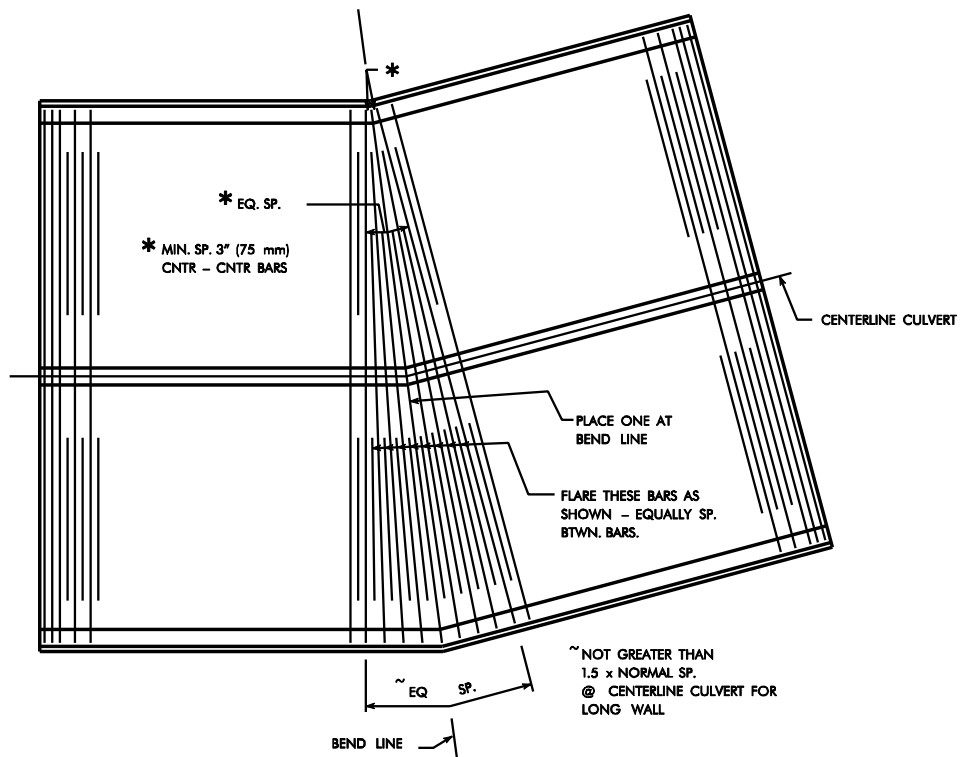 *
* EQ. SP.
* MIN. SP. 3" (75 mm)
CNTR – CNTR BARS
CENTERLINE CULVERT
PLACE ONE AT
BEND LINE
FLARE THESE BARS AS
SHOWN – EQUALLY SP.
BTWN. BARS.
~ NOT GREATER THAN
1.5 x NORMAL SP.
@ CENTERLINE CULVERT FOR
LONG WALL
~ EQ SP.
BEND LINE